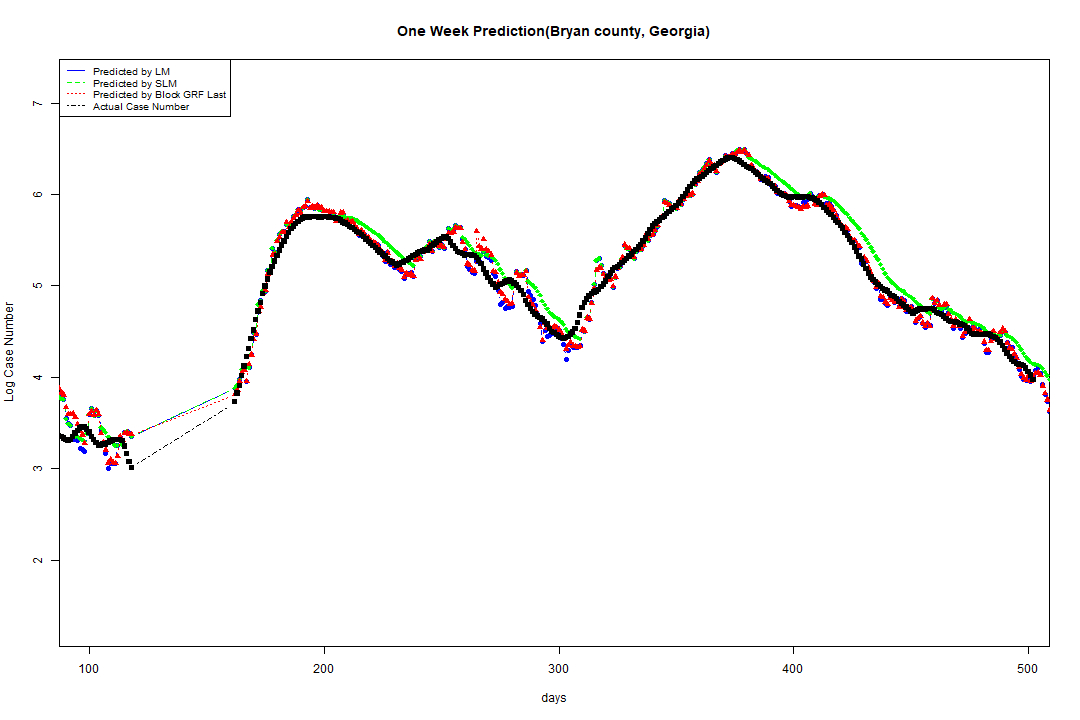 One Week Prediction(Bryan county, Georgia)
Predicted by LM
Predicted by SLM
Predicted by Block GRF Last
Actual Case Number
7
6
5
4
3
2
Log Case Number
100 200 300 400 500
days